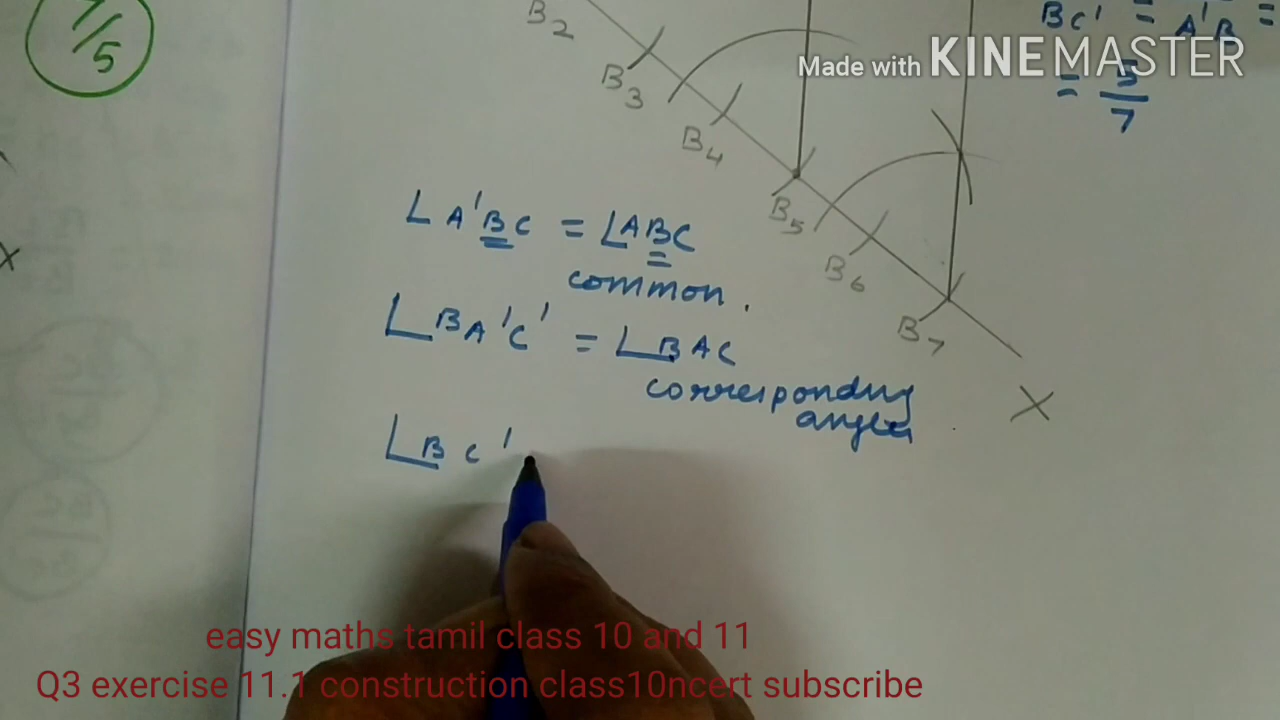 7/5
B2
B3
B4
B5
B6
B7
X
X
BC' = A'B =
= 5/7
Made with KINEMASTER
∠A'BC = ∠ABC
common.
∠BA'C' = ∠BAC
corresponding
angles
∠BC'
easy maths tamil class 10 and 11
Q3 exercise 11.1 construction class10ncert subscribe